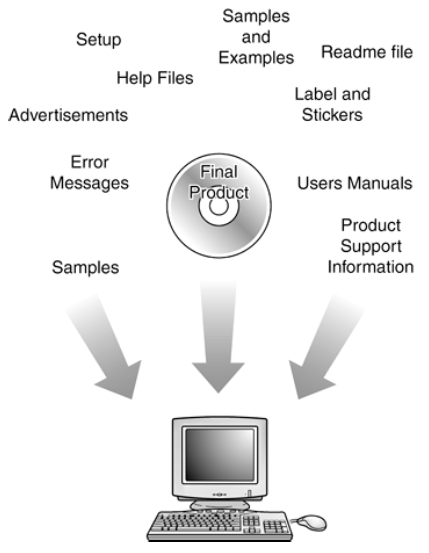 Setup
Samples
and
Examples
Readme file
Help Files
Label and
Stickers
Advertisements
Error
Messages
Final
Product
Users Manuals
Product
Support
Information
Samples